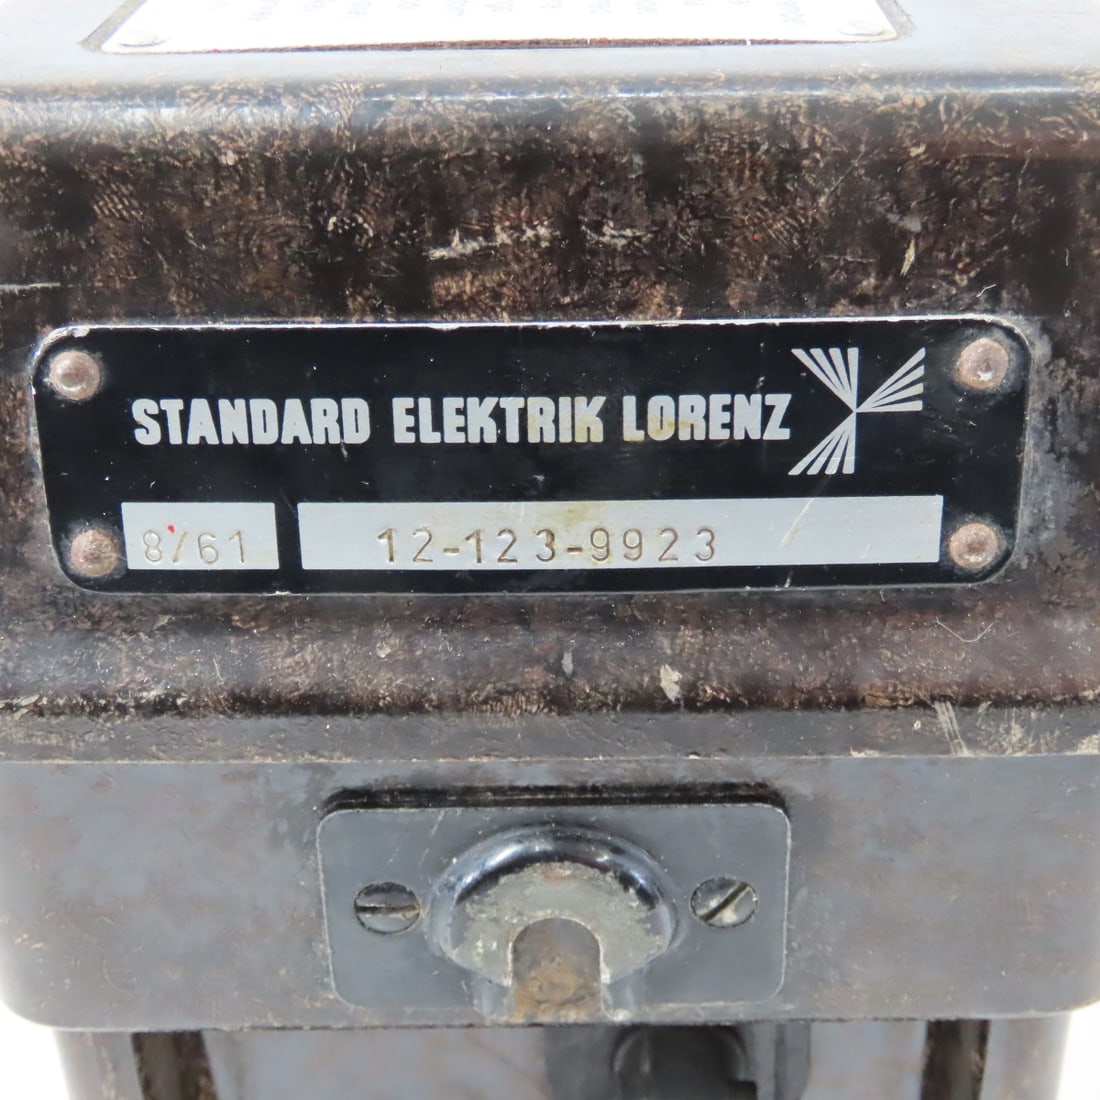 STANDARD ELEKTRIK LORENZ
8/61 12-123-9923